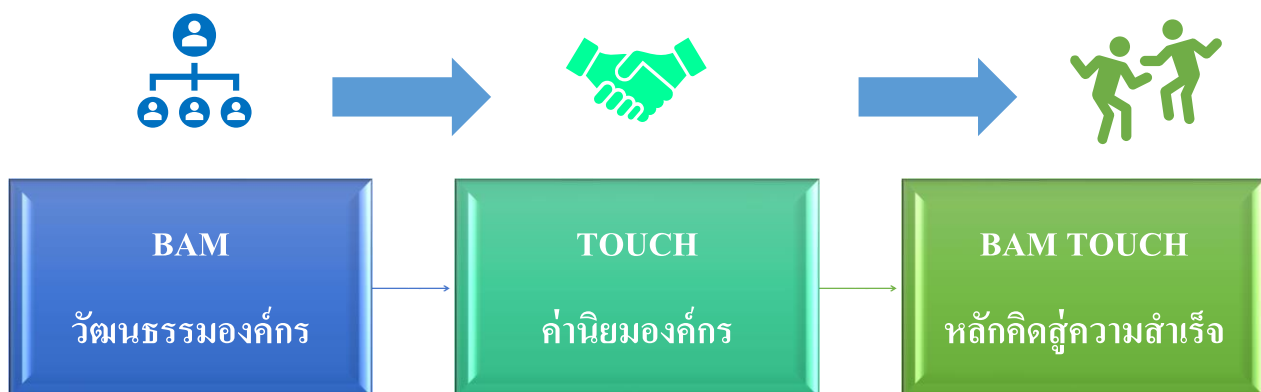 BAM
วัฒนธรรมองค์กร
TOUCH
ค่านิยมองค์กร
BAM TOUCH
หลักคิดสู่ความสำเร็จ